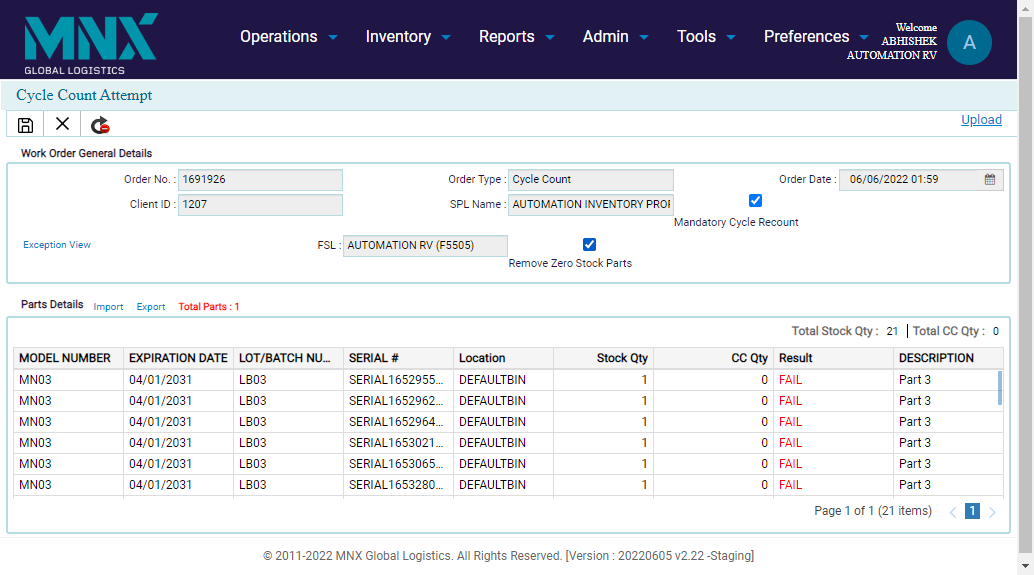 MNX
GLOBAL LOGISTICS
Operations Inventory Reports Admin Tools Preferences
Welcome
ABHISHEK
AUTOMATION RV
A
Cycle Count Attempt
Upload
Work Order General Details
Order No. : 1691926 Order Type : Cycle Count Order Date : 06/06/2022 01:59
Client ID : 1207 SPL Name : AUTOMATION INVENTORY PROF
Mandatory Cycle Recount
Exception View FSL : AUTOMATION RV (F5505)
Remove Zero Stock Parts
Parts Details Import Export Total Parts : 1
Total Stock Qty : 21 Total CC Qty : 0
MODEL NUMBER EXPIRATION DATE LOT/BATCH NU... SERIAL # Location Stock Qty CC Qty Result DESCRIPTION
MN03 04/01/2031 LB03 SERIAL1652955... DEFAULTBIN 1 0 FAIL Part 3
MN03 04/01/2031 LB03 SERIAL1652962... DEFAULTBIN 1 0 FAIL Part 3
MN03 04/01/2031 LB03 SERIAL1652964... DEFAULTBIN 1 0 FAIL Part 3
MN03 04/01/2031 LB03 SERIAL1653021... DEFAULTBIN 1 0 FAIL Part 3
MN03 04/01/2031 LB03 SERIAL1653065... DEFAULTBIN 1 0 FAIL Part 3
MN03 04/01/2031 LB03 SERIAL1653280... DEFAULTBIN 1 0 FAIL Part 3
Page 1 of 1 (21 items) 1
© 2011-2022 MNX Global Logistics. All Rights Reserved. [Version : 20220605 v2.22 -Staging]